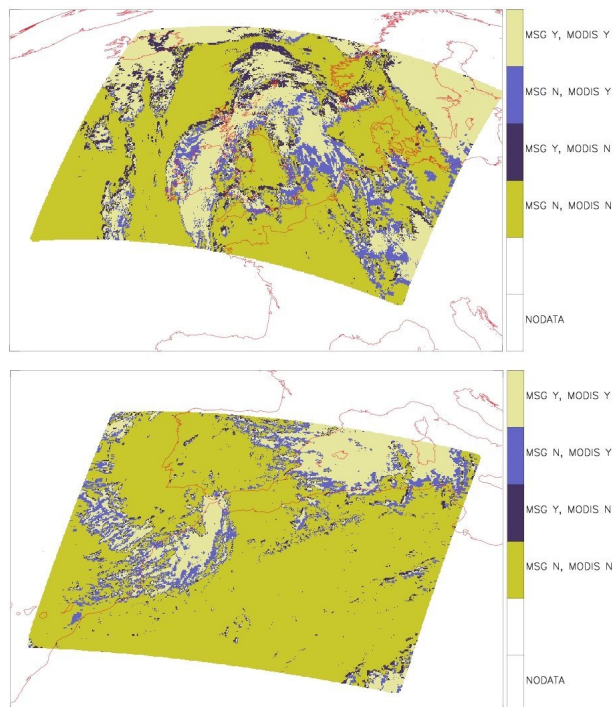 MSG Y, MODIS Y
MSG N, MODIS Y
MSG Y, MODIS N
MSG N, MODIS N
NODATA
MSG Y, MODIS Y
MSG N, MODIS Y
MSG Y, MODIS N
MSG N, MODIS N
NODATA